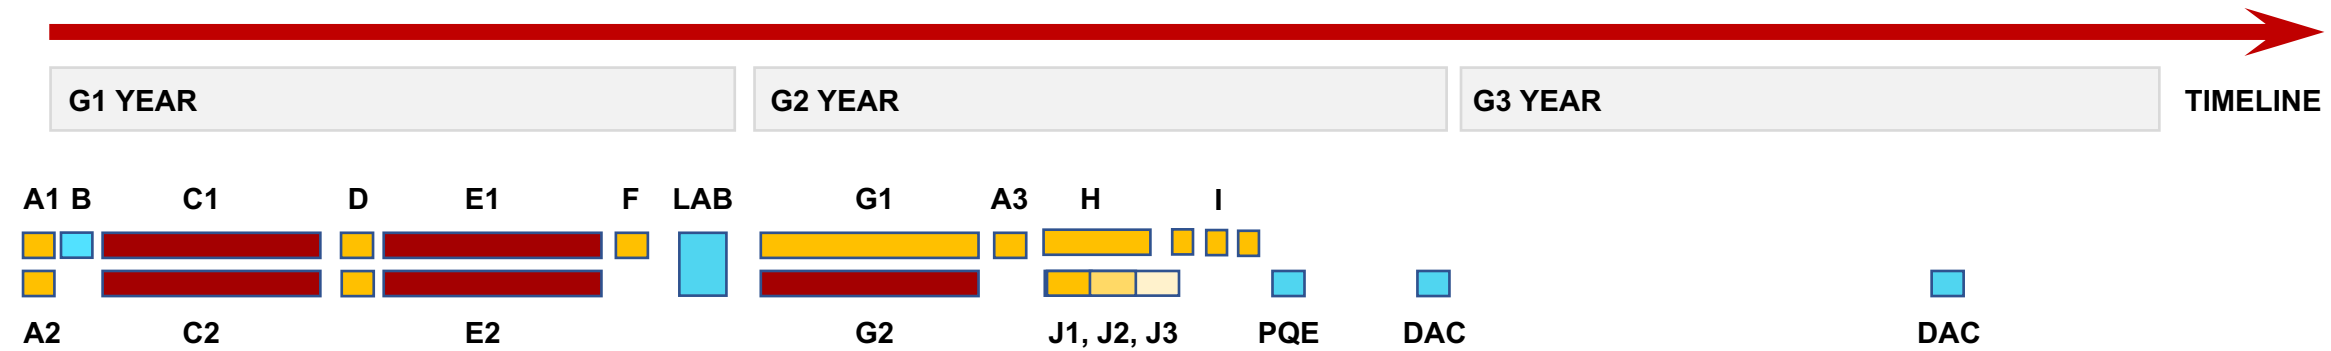 G1 YEAR G2 YEAR G3 YEAR TIMELINE
A1 B C1 D E1 F LAB G1 A3 H I
A2 C2 E2 G2 J1, J2, J3 PQE DAC DAC